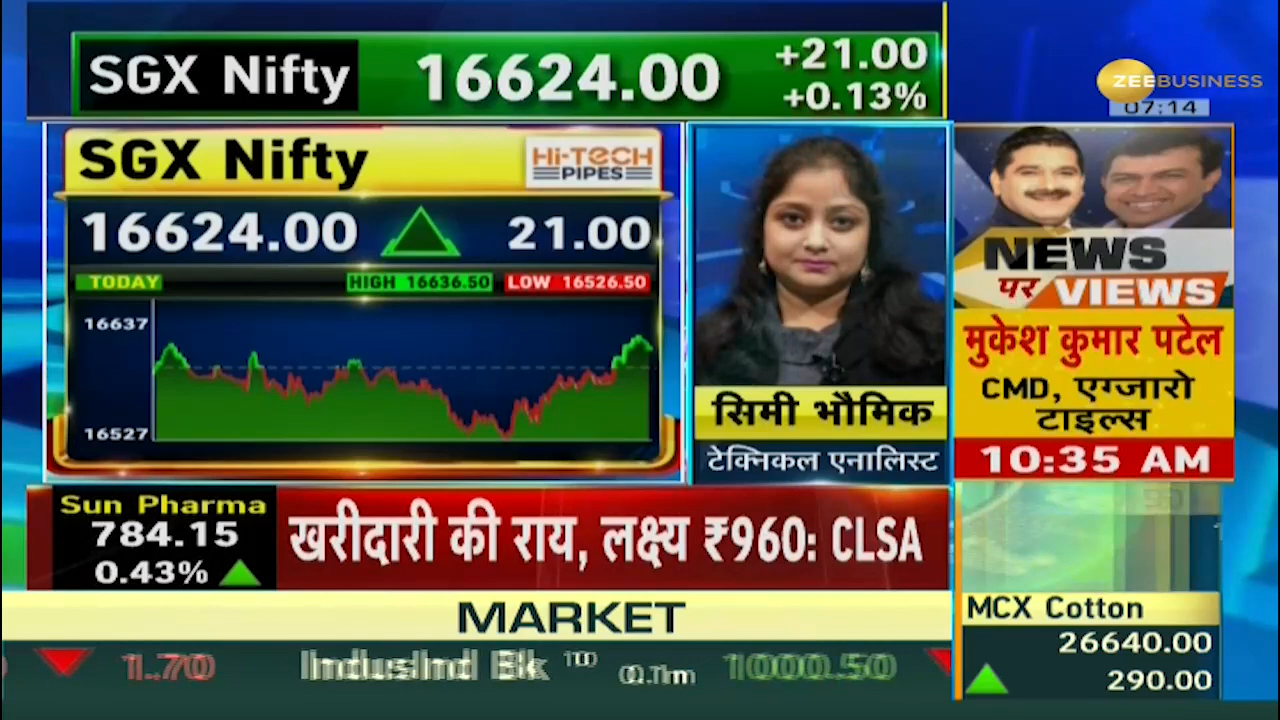 SGX Nifty 16624.00 +21.00
+0.13%
ZEEBUSINESS
07:14
SGX Nifty
Hi-TECH
PIPES
16624.00 21.00
TODAY HIGH 16636.50 LOW 16526.50
16637
16527
सिमी भौमिक
टेक्निकल एनालिस्ट
NEWS
पर VIEWS
मुकेश कुमार पटेल
CMD, एग्जारो
टाइल्स
10:35 AM
Sun Pharma
784.15
0.43%
खरीदारी की राय, लक्ष्य ₹960: CLSA
MARKET
MCX Cotton
26640.00
290.00
1.70 IndusInd Bk 1000.50